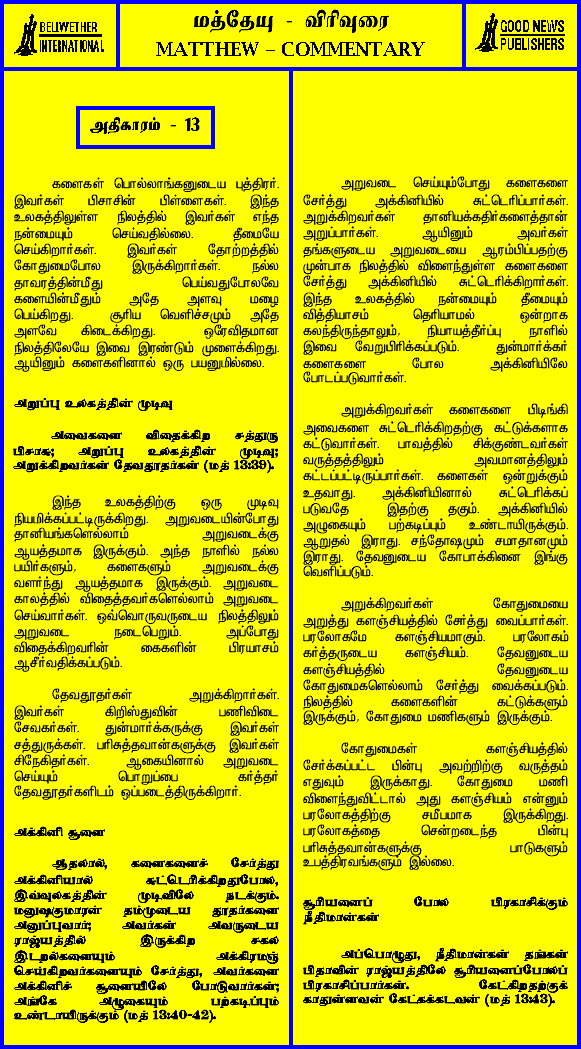 BELLWETHER
INTERNATIONAL
மத்தேயு - விரிவுரை
MATTHEW – COMMENTARY
GOOD NEWS
PUBLISHERS
அதிகாரம் - 13
களைகள் பொல்லாங்கனுடைய புத்திரர்.
இவர்கள் பிசாசின் பிள்ளைகள். இந்த
உலகத்திலுள்ள நிலத்தில் இவர்கள் எந்த
நன்மையும் செய்வதில்லை. தீமையே
செய்கிறார்கள். இவர்கள் தோற்றத்தில்
கோதுமைபோல இருக்கிறார்கள். நல்ல
தாவரத்தின்மீது பெய்வதுபோலவே
களையின்மீதும் அதே அளவு மழை
பெய்கிறது. சூரிய வெளிச்சமும் அதே
அளவே கிடைக்கிறது. ஒரேவிதமான
நிலத்திலேயே இவை இரண்டும் முளைக்கிறது.
ஆயினும் களைகளினால் ஒரு பயனுமில்லை.
அறுப்பு உலகத்தின் முடிவு
அவைகளை விதைக்கிற சத்துரு
பிசாசு; அறுப்பு உலகத்தின் முடிவு;
அறுக்கிறவர்கள் தேவதூதர்கள் (மத் 13:39).
இந்த உலகத்திற்கு ஒரு முடிவு
நியமிக்கப்பட்டிருக்கிறது. அறுவடையின்போது
தானியங்களெல்லாம் அறுவடைக்கு
ஆயத்தமாக இருக்கும். அந்த நாளில் நல்ல
பயிர்களும், களைகளும் அறுவடைக்கு
வளர்ந்து ஆயத்தமாக இருக்கும். அறுவடை
காலத்தில் விதைத்தவர்களெல்லாம் அறுவடை
செய்வார்கள். ஒவ்வொருவருடைய நிலத்திலும்
அறுவடை நடைபெறும். அப்போது
விதைக்கிறவரின் கைகளின் பிரயாசம்
ஆசீர்வதிக்கப்படும்.
தேவதூதர்கள் அறுக்கிறார்கள்.
இவர்கள் கிறிஸ்துவின் பணிவிடை
சேவகர்கள். துன்மார்க்கருக்கு இவர்கள்
சத்துருக்கள். பரிசுத்தவான்களுக்கு இவர்கள்
சிநேகிதர்கள். ஆகையினால் அறுவடை
செய்யும் பொறுப்பை கர்த்தர்
தேவதூதர்களிடம் ஒப்படைத்திருக்கிறார்.
அக்கினி சூளை
ஆதலால், களைகளைச் சேர்த்து
அக்கினியால் சுட்டெரிக்கிறதுபோல,
இவ்வுலகத்தின் முடிவிலே நடக்கும்.
மனுஷகுமாரன் தம்முடைய தூதர்களை
அனுப்புவார்; அவர்கள் அவருடைய
ராஜ்யத்தில் இருக்கிற சகல
இடறல்களையும் அக்கிரமஞ்
செய்கிறவர்களையும் சேர்த்து, அவர்களை
அக்கினிச் சூளையிலே போடுவார்கள்;
அங்கே அழுகையும் பற்கடிப்பும்
உண்டாயிருக்கும் (மத் 13:40-42).
அறுவடை செய்யும்போது களைகளை
சேர்த்து அக்கினியில் சுட்டெரிப்பார்கள்.
அறுக்கிறவர்கள் தானியக்கதிர்களைத்தான்
அறுப்பார்கள். ஆயினும் அவர்கள்
தங்களுடைய அறுவடையை ஆரம்பிப்பதற்கு
முன்பாக நிலத்தில் விளைந்துள்ள களைகளை
சேர்த்து அக்கினியில் சுட்டெரிக்கிறார்கள்.
இந்த உலகத்தில் நன்மையும் தீமையும்
வித்தியாசம் தெரியாமல் ஒன்றாக
கலந்திருந்தாலும், நியாயத்தீர்ப்பு நாளில்
இவை வேறுபிரிக்கப்படும். துன்மார்க்கர்
களைகளை போல அக்கினியிலே
போடப்படுவார்கள்.
அறுக்கிறவர்கள் களைகளை பிடிங்கி
அவைகளை சுட்டெரிக்கிறதற்கு கட்டுக்களாக
கட்டுவார்கள். பாவத்தில் சிக்குண்டவர்கள்
வருத்தத்திலும் அவமானத்திலும்
கட்டப்பட்டிருப்பார்கள். களைகள் ஒன்றுக்கும்
உதவாது. அக்கினியினால் சுட்டெரிக்கப்
படுவதே இதற்கு தகும். அக்கினியில்
அழுகையும் பற்கடிப்பும் உண்டாயிருக்கும்.
ஆறுதல் இராது. சந்தோஷமும் சமாதானமும்
இராது. தேவனுடைய கோபாக்கினை இங்கு
வெளிப்படும்.
அறுக்கிறவர்கள் கோதுமையை
அறுத்து களஞ்சியத்தில் சேர்த்து வைப்பார்கள்.
பரலோகமே களஞ்சியமாகும். பரலோகம்
கர்த்தருடைய களஞ்சியம். தேவனுடைய
களஞ்சியத்தில் தேவனுடைய
கோதுமைகளெல்லாம் சேர்த்து வைக்கப்படும்.
நிலத்தில் களைகளின் கட்டுக்களும்
இருக்கும், கோதுமை மணிகளும் இருக்கும்.
கோதுமைகள் களஞ்சியத்தில்
சேர்க்கப்பட்ட பின்பு அவற்றிற்கு வருத்தம்
எதுவும் இருக்காது. கோதுமை மணி
விளைந்துவிட்டால் அது களஞ்சியம் என்னும்
பரலோகத்திற்கு சமீபமாக இருக்கிறது.
பரலோகத்தை சென்றடைந்த பின்பு
பரிசுத்தவான்களுக்கு பாடுகளும்
உபத்திரவங்களும் இல்லை.
சூரியனைப் போல பிரகாசிக்கும்
நீதிமான்கள்
அப்பொழுது, நீதிமான்கள் தங்கள்
பிதாவின் ராஜ்யத்திலே சூரியனைப்போலப்
பிரகாசிப்பார்கள். கேட்கிறதற்குக்
காதுள்ளவன் கேட்கக்கடவன் (மத் 13:43).